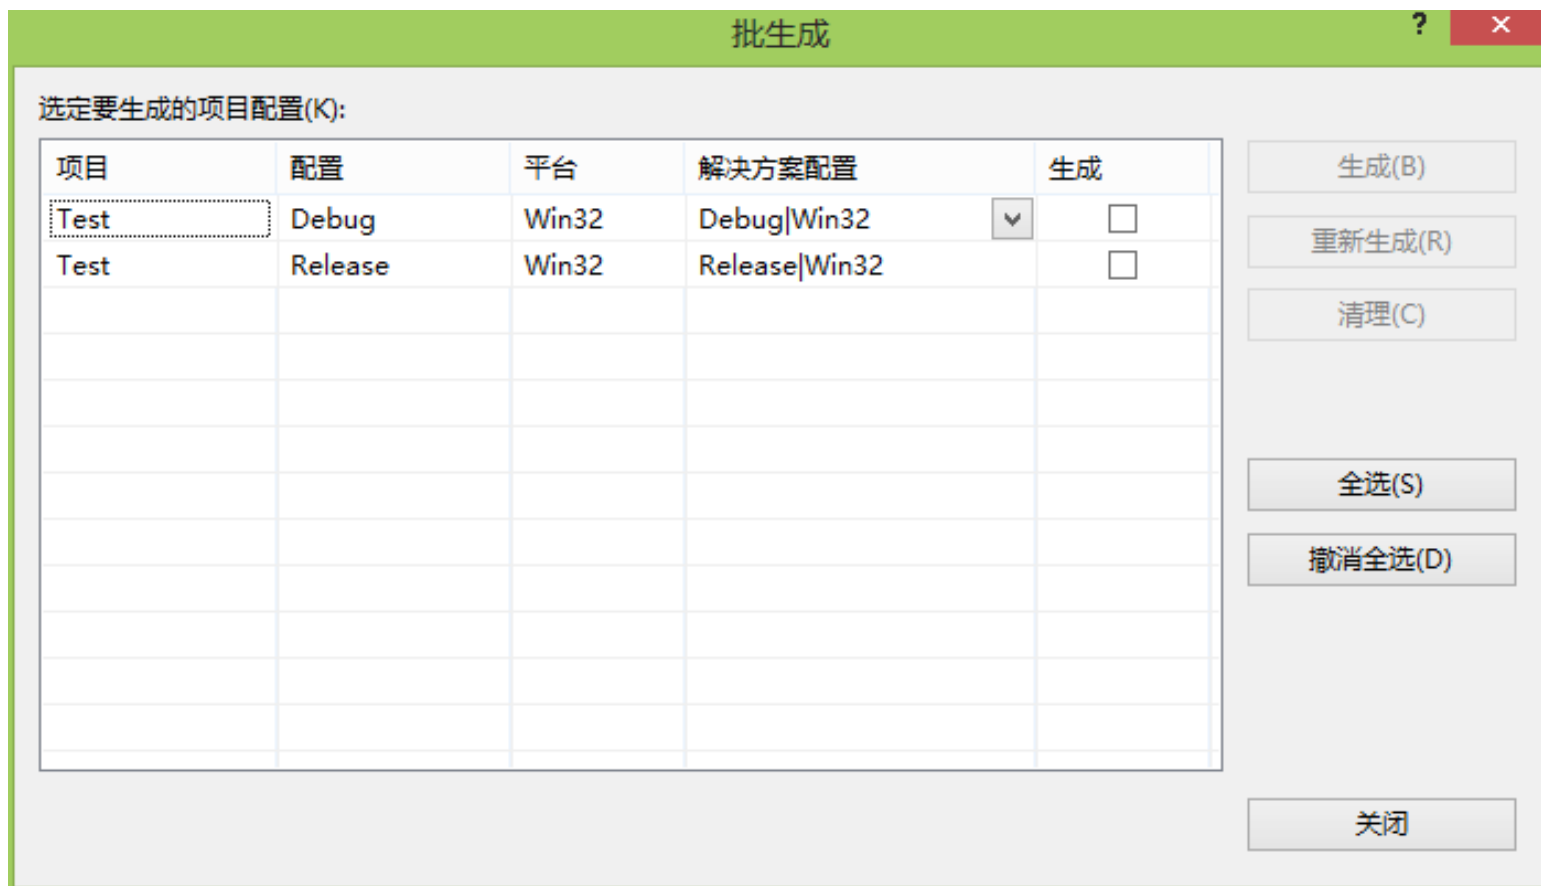 批生成
?
选定要生成的项目配置(K):
项目 配置 平台 解决方案配置 生成
Test Debug Win32 Debug|Win32
Test Release Win32 Release|Win32
生成(B)
重新生成(R)
清理(C)
全选(S)
撤消全选(D)
关闭